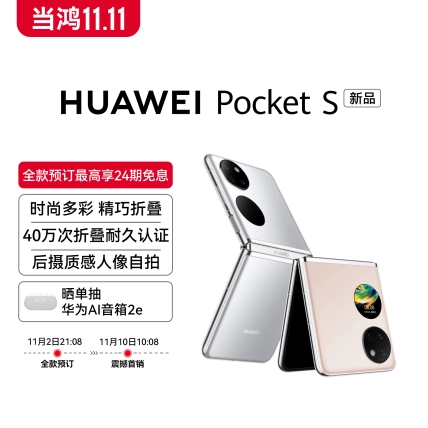 当鸿11.11
HUAWEI Pocket S 新品
全款预订最高享24期免息
时尚多彩 精巧折叠
40万次折叠耐久认证
后摄质感人像自拍
晒单抽
华为AI音箱2e
11月2日21:08 11月10日10:08
全款预订 震撼首销
HUAWEI
HUAWEI
08:08